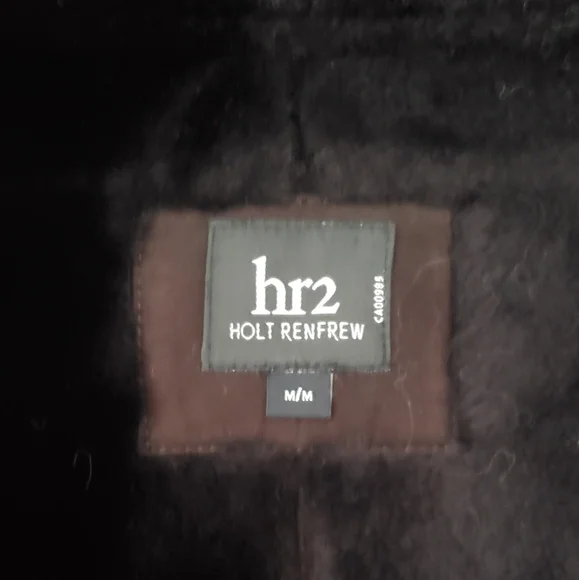 hr2
HOLT RENFREW
CA00985
M/M